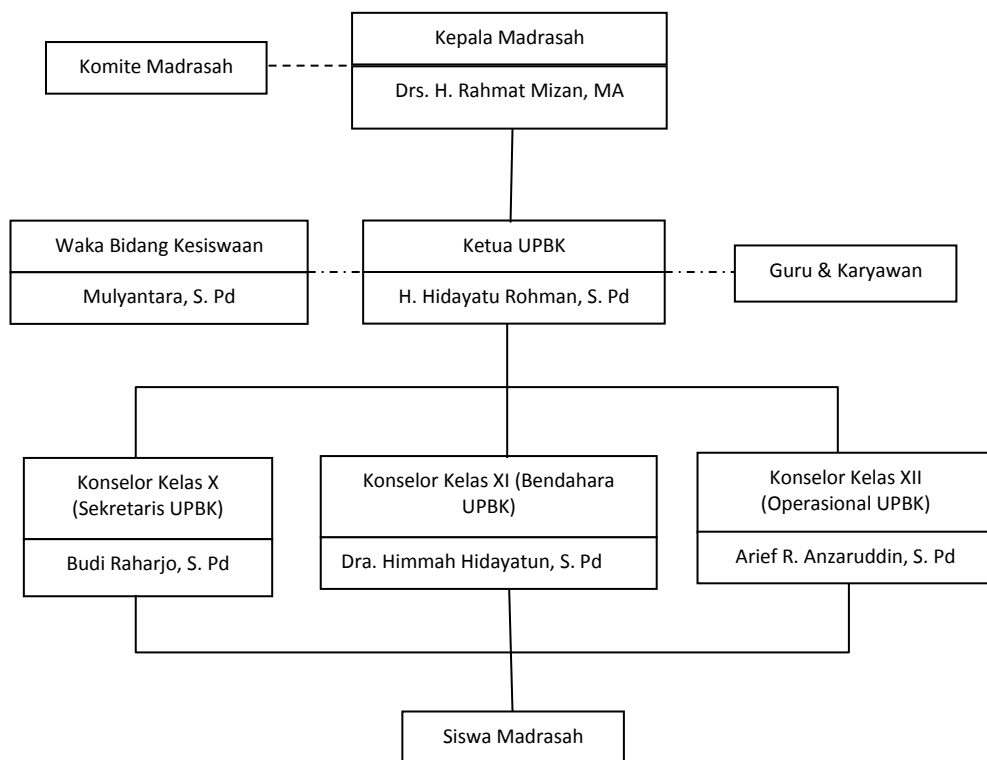 Kepala Madrasah
Komite Madrasah
Drs. H. Rahmat Mizan, MA
Waka Bidang Kesiswaan
Mulyantara, S. Pd
Ketua UPBK
H. Hidayatu Rohman, S. Pd
Guru & Karyawan
Konselor Kelas X
(Sekretaris UPBK)
Budi Raharjo, S. Pd
Konselor Kelas XI (Bendahara
UPBK)
Dra. Himmah Hidayatun, S. Pd
Konselor Kelas XII
(Operasional UPBK)
Arief R. Anzaruddin, S. Pd
Siswa Madrasah